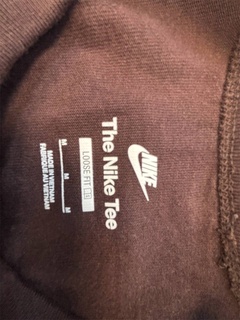 NIKE
The Nike Tee
LOOSE FIT
M M M
MADE IN VIETNAM
FABRIQUÉ AU VIETNAM